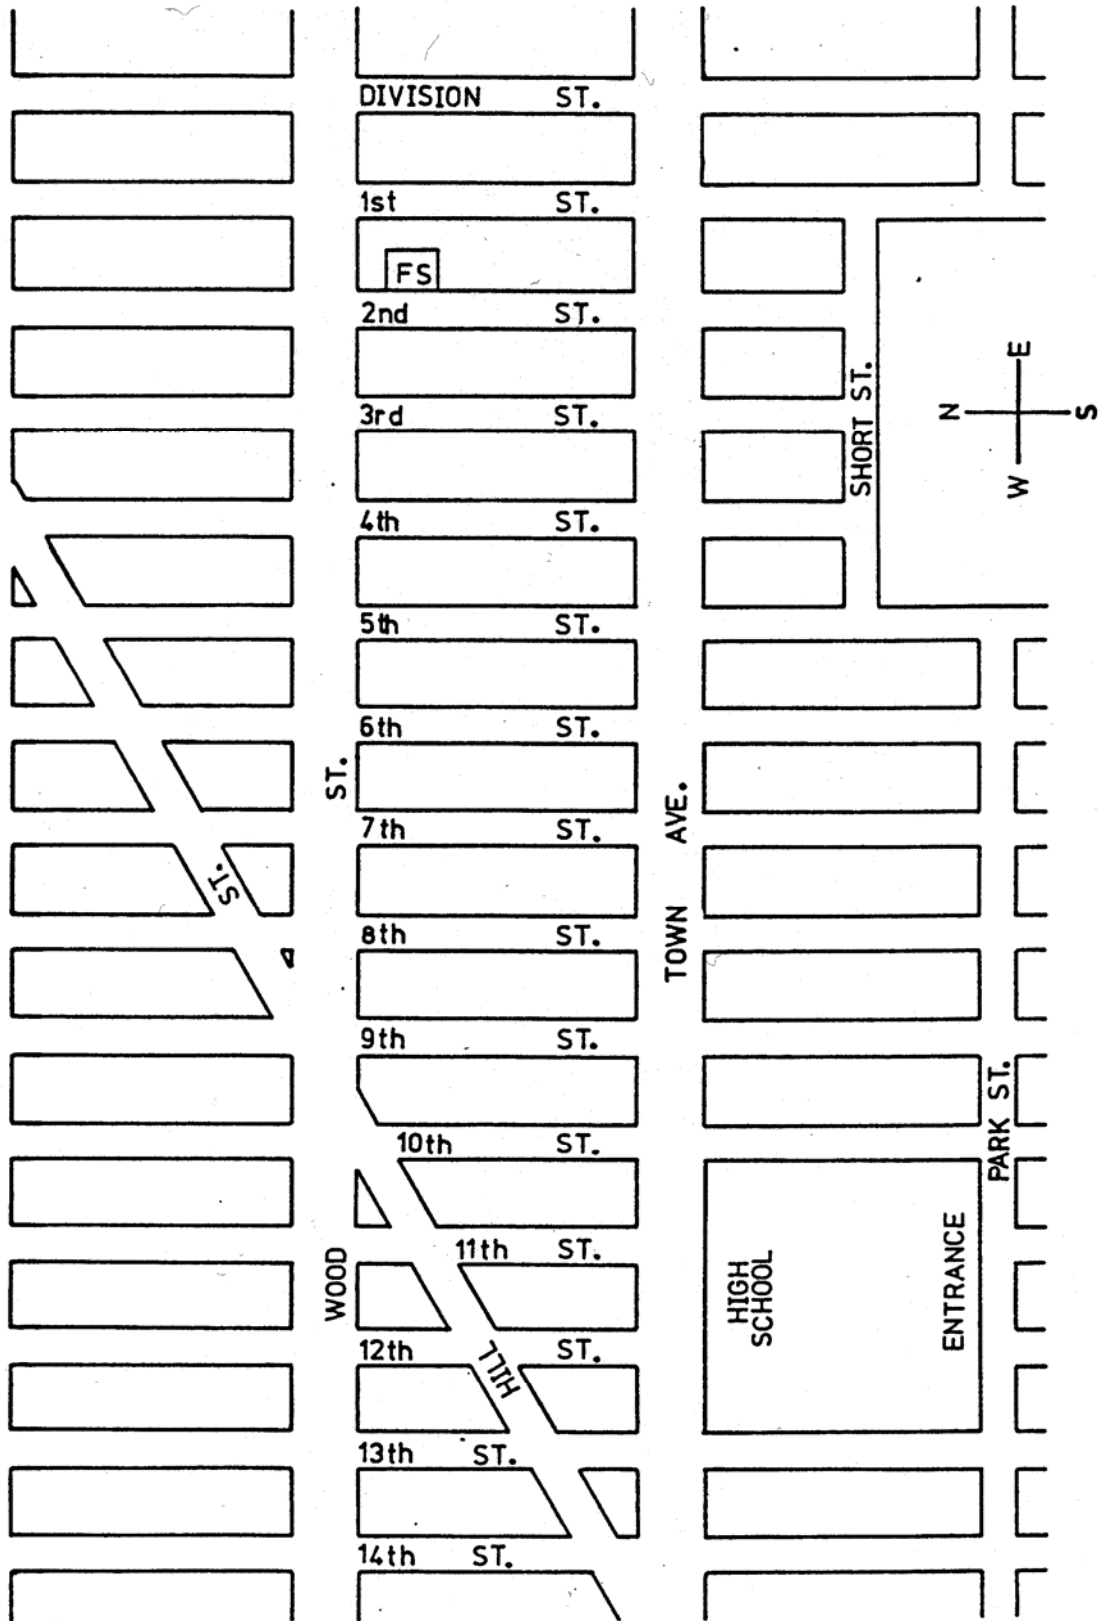 DIVISION ST.
1st ST.
FS
2nd ST.
3rd ST.
SHORT ST.
N
E
S
W
4th ST.
5th ST.
6th ST.
7th ST.
8th ST.
9th ST.
10th ST.
11th ST.
12th ST.
13th ST.
14th ST.
WOOD ST.
TOWN AVE.
HILL ST.
PARK ST.
HIGH
SCHOOL
ENTRANCE